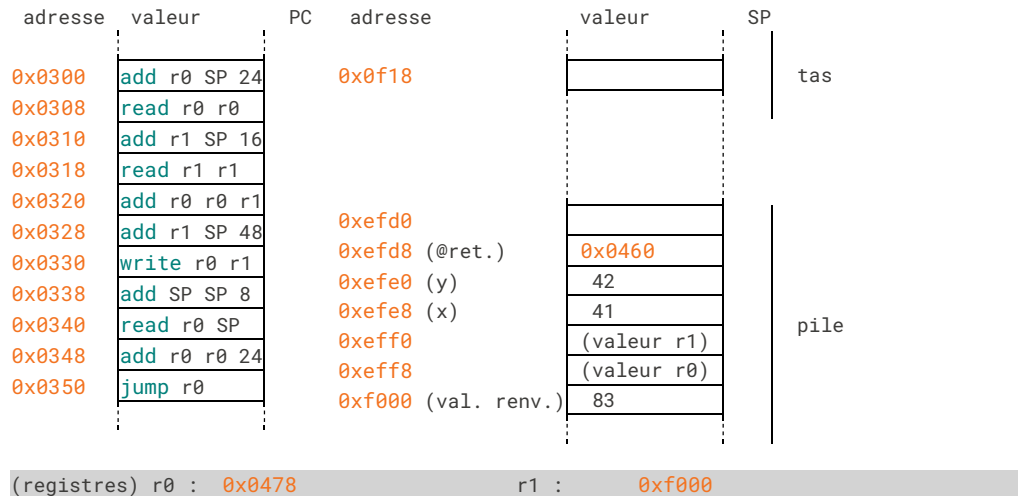 adresse valeur PC adresse valeur SP
0x0300 add r0 SP 24 0x0f18 tas
0x0308 read r0 r0
0x0310 add r1 SP 16
0x0318 read r1 r1
0x0320 add r0 r0 r1
0xefd0
0x0328 add r1 SP 48
0xefd8 (@ret.) 0x0460
0x0330 write r0 r1
0xefe0 (y) 42
0x0338 add SP SP 8
0xefe8 (x) 41
0x0340 read r0 SP pile
0xeff0 (valeur r1)
0x0348 add r0 r0 24
0xeff8 (valeur r0)
0x0350 jump r0
0xf000 (val. renv.) 83
(registres) r0 : 0x0478 r1 : 0xf000